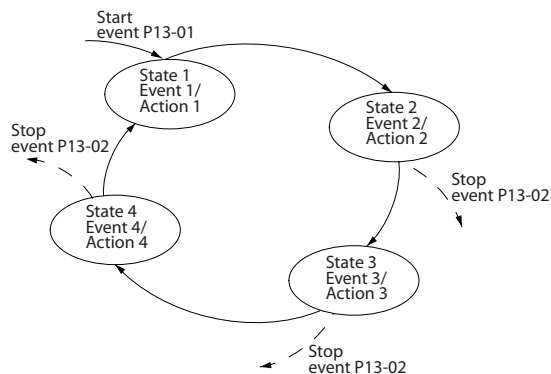 Start
event P13-01
State 1
Event 1/
Action 1
State 2
Event 2/
Action 2
Stop
event P13-02
Stop
event P13-02
State 4
Event 4/
Action 4
State 3
Event 3/
Action 3
Stop
event P13-02